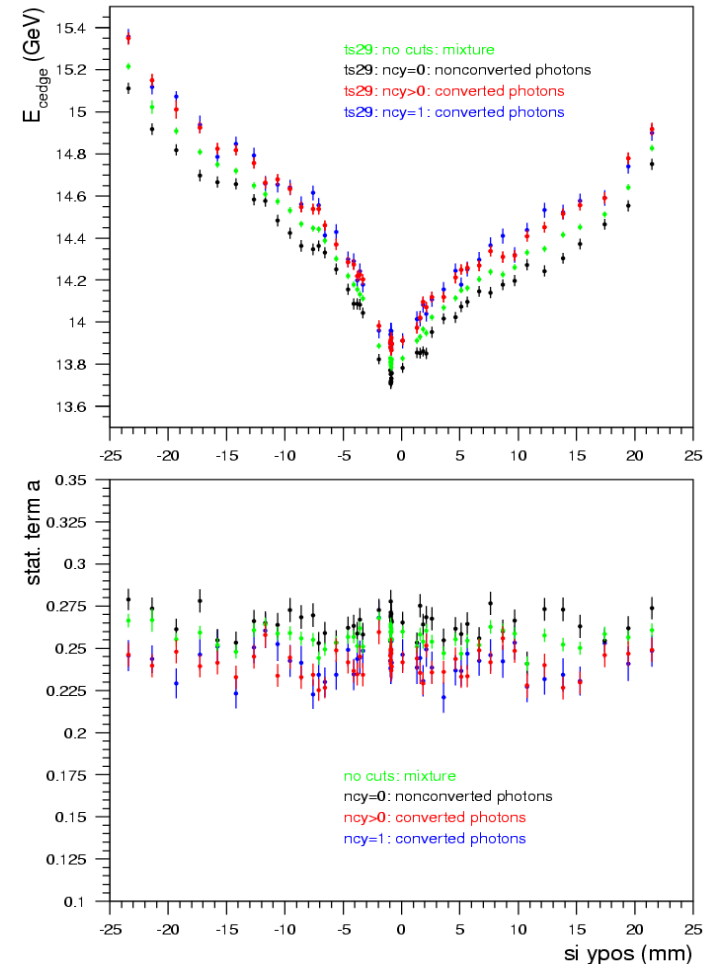 E_cedge (GeV)
15.4
15.2
15
14.8
14.6
14.4
14.2
14
13.8
13.6
ts29: no cuts: mixture
ts29: ncy=0: nonconverted photons
ts29: ncy>0: converted photons
ts29: ncy=1: converted photons
-25 -20 -15 -10 -5 0 5 10 15 20 25
stat. term a
0.35
0.325
0.3
0.275
0.25
0.225
0.2
0.175
0.15
0.125
0.1
no cuts: mixture
ncy=0: nonconverted photons
ncy>0: converted photons
ncy=1: converted photons
-25 -20 -15 -10 -5 0 5 10 15 20 25
si ypos (mm)